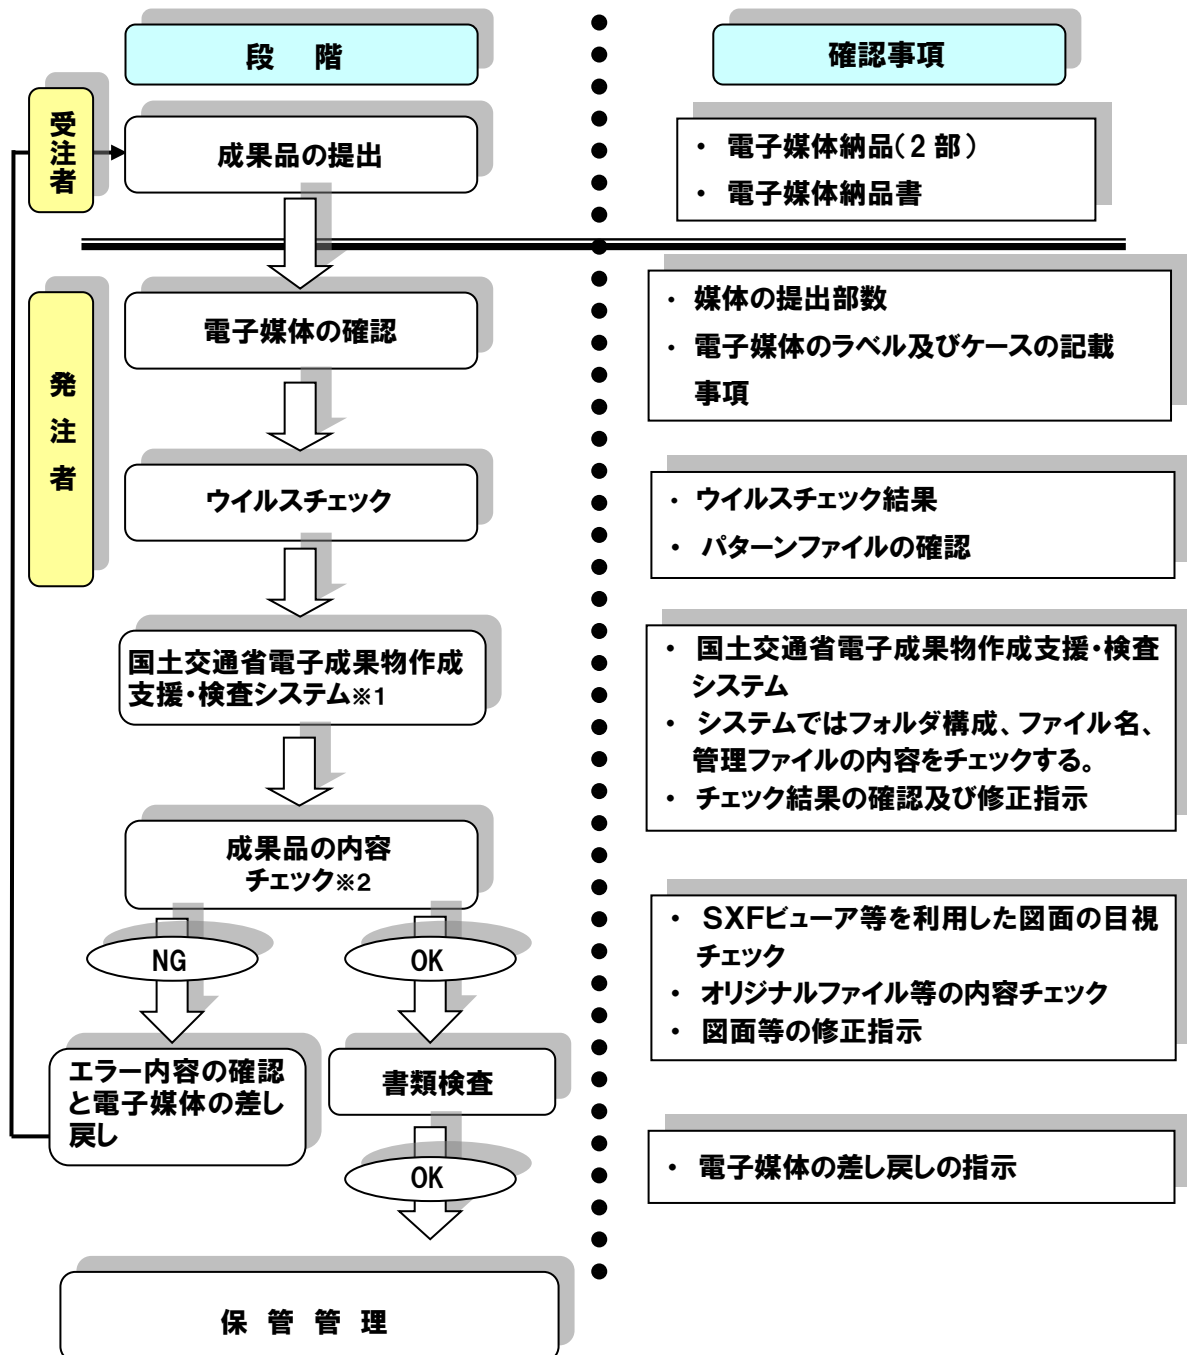 段　階
確認事項
受注者
成果品の提出
・ 電子媒体納品(２部)
・ 電子媒体納品書
発注者
電子媒体の確認
・ 媒体の提出部数
・ 電子媒体のラベル及びケースの記載
事項
ウイルスチェック
・ ウイルスチェック結果
・ パターンファイルの確認
国土交通省電子成果物作成
支援・検査システム※1
・ 国土交通省電子成果物作成支援・検査
システム
・ システムではフォルダ構成、ファイル名、
管理ファイルの内容をチェックする。
・ チェック結果の確認及び修正指示
成果品の内容
チェック※2
・ SXFビューア等を利用した図面の目視
チェック
・ オリジナルファイル等の内容チェック
・ 図面等の修正指示
NG
OK
エラー内容の確認
と電子媒体の差し
戻し
書類検査
・ 電子媒体の差し戻しの指示
OK
保 管 管 理